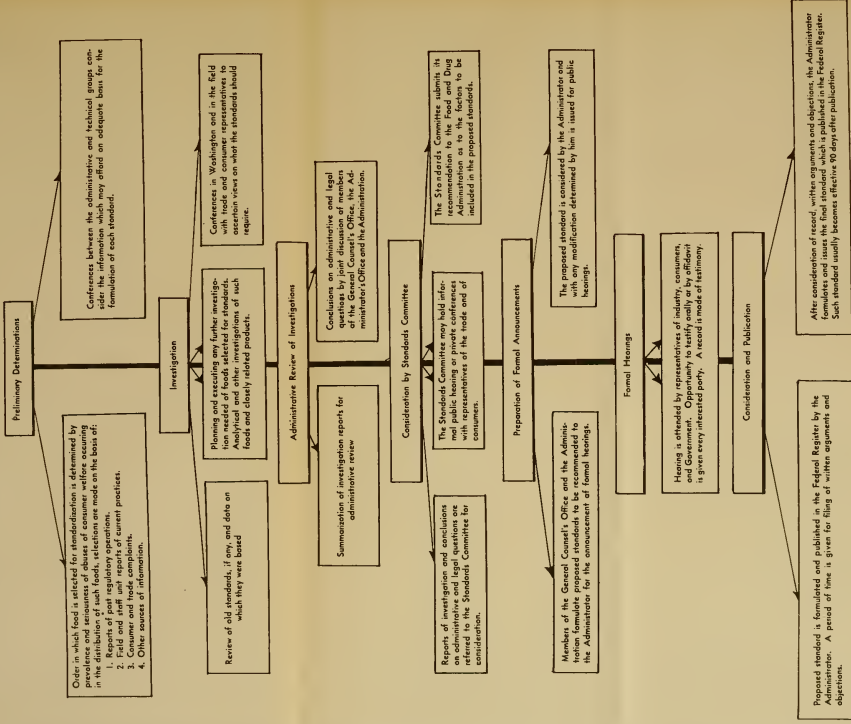 Preliminary Determinations
Order in which food is selected for standardization is determined by
prevalence and seriousness of abuses of consumer welfare occurring
in the distribution of such foods, selections are made on the basis of:
1. Reports of past regulatory operations.
2. Field and staff unit reports of current practices.
3. Consumer and trade complaints.
4. Other sources of information.
Conferences between the administrative and technical groups con-
sider the information which may afford an adequate basis for the
formulation of each standard.
Investigation
Review of old standards, if any, and data on
which they were based
Planning and executing any further investiga-
tion needed of foods selected for standards.
Analytical and other investigations of such
foods and closely related products.
Conferences in Washington and in the field
with trade and consumer representatives to
ascertain views on what the standards should
require.
Administrative Review of Investigations
Summarization of investigation reports for
administrative review
Conclusions on administrative and legal
questions by joint discussion of members
of the General Counsel's Office, the Ad-
ministrator's Office and the Administration.
Consideration by Standards Committee
Reports of investigation and conclusions
on administrative and legal questions are
referred to the Standards Committee for
consideration.
The Standards Committee may hold infor-
mal public hearing or private conferences
with representatives of the trade and of
consumers.
The Standards Committee submits its
recommendation to the Food and Drug
Administration as to the factors to be
included in the proposed standards.
Preparation of Formal Announcements
Members of the General Counsel's Office and the Adminis-
tration formulate proposed standards to be recommended to
the Administrator for the announcement of formal hearings.
The proposed standard is considered by the Administrator and
with any modification determined by him is issued for public
hearings.
Formal Hearings
Hearing is attended by representatives of industry, consumers,
and Government. Opportunity to testify orally or by affidavit
is given every interested party. A record is made of testimony.
Consideration and Publication
Proposed standard is formulated and published in the Federal Register by the
Administrator. A period of time is given for filing of written arguments and
objections.
After consideration of record, written arguments and objections, the Administrator
formulates and issues the final standard which is published in the Federal Register.
Such standard usually becomes effective 90 days after publication.